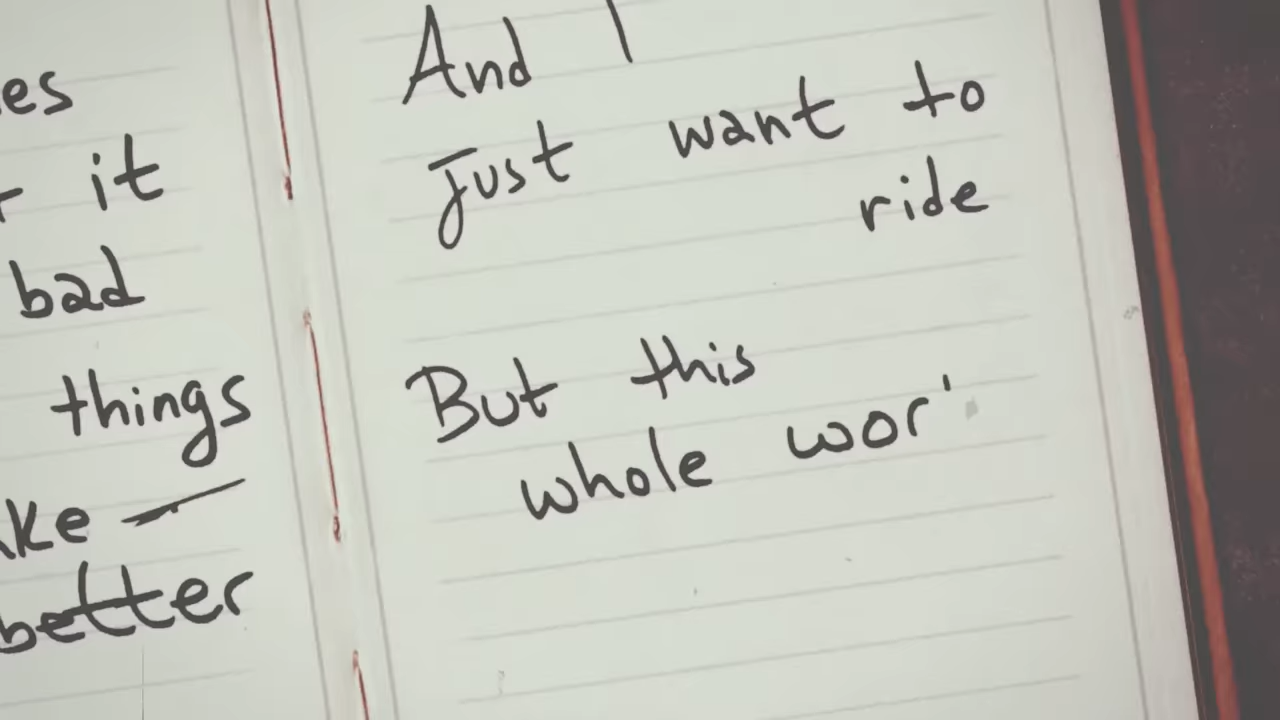 es
it
bad
things
ke —
better
And I
just want to
ride
But this
whole wor